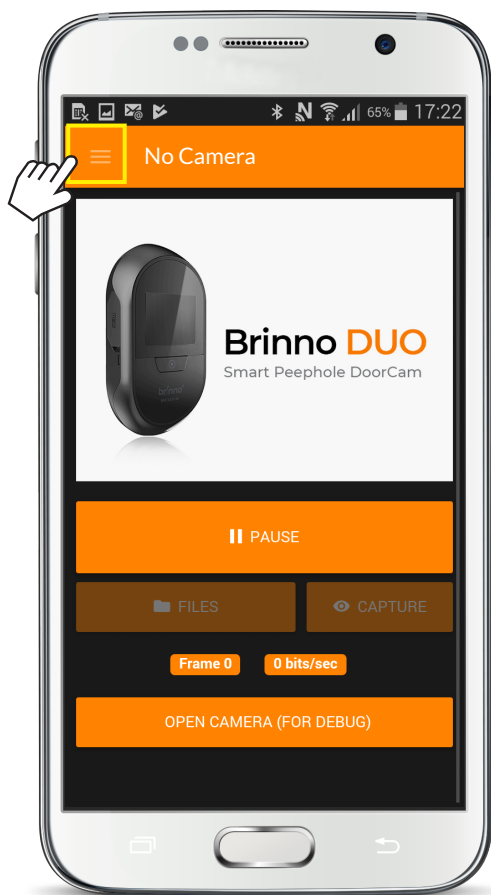 65% 17:22
No Camera
brinno
Brinno DUO
Smart Peephole DoorCam
PAUSE
FILES
CAPTURE
Frame 0
0 bits/sec
OPEN CAMERA (FOR DEBUG)